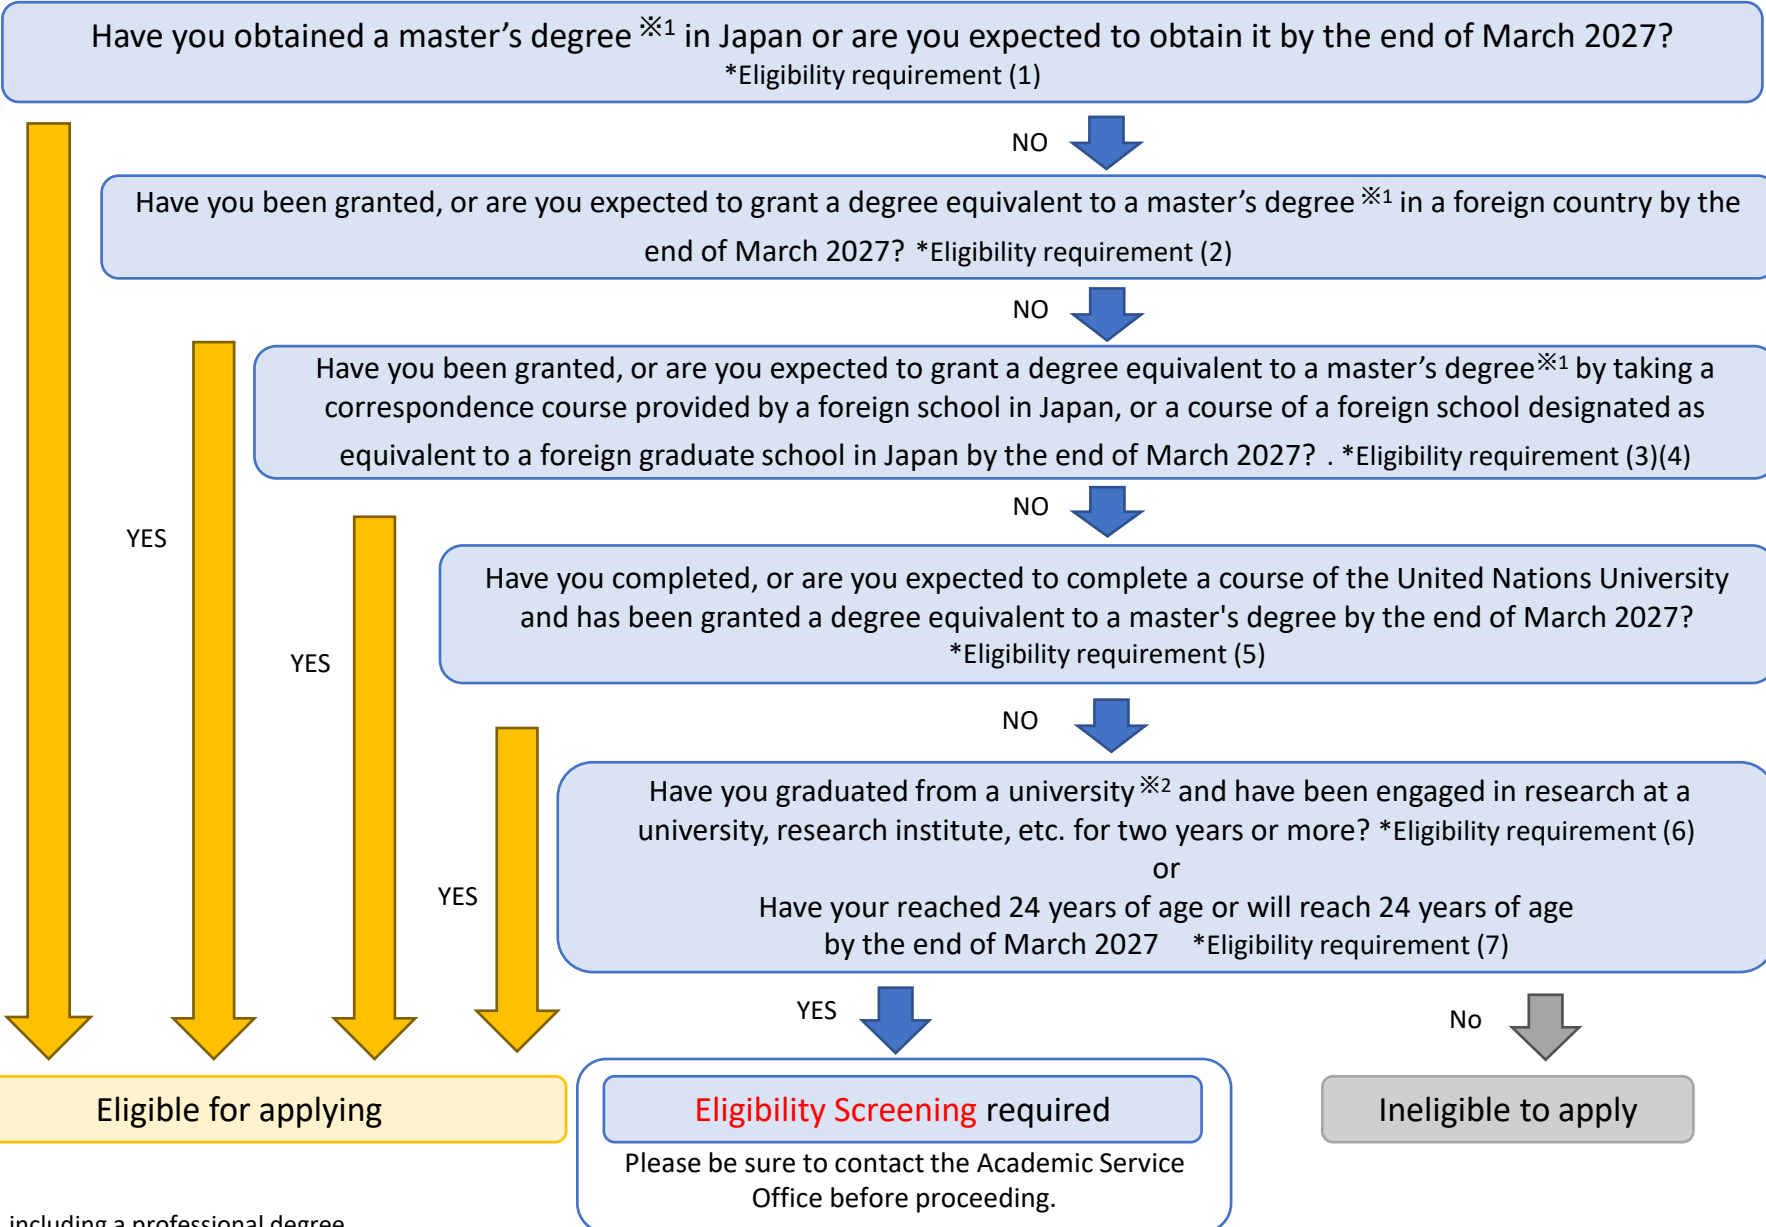 Have you obtained a master’s degree ※1 in Japan or are you expected to obtain it by the end of March 2027?
*Eligibility requirement (1)
NO
Have you been granted, or are you expected to grant a degree equivalent to a master’s degree ※1 in a foreign country by the
end of March 2027? *Eligibility requirement (2)
NO
Have you been granted, or are you expected to grant a degree equivalent to a master’s degree※1 by taking a
correspondence course provided by a foreign school in Japan, or a course of a foreign school designated as
equivalent to a foreign graduate school in Japan by the end of March 2027? . *Eligibility requirement (3)(4)
NO
YES
Have you completed, or are you expected to complete a course of the United Nations University
and has been granted a degree equivalent to a master's degree by the end of March 2027?
*Eligibility requirement (5)
YES
NO
Have you graduated from a university ※2 and have been engaged in research at a
university, research institute, etc. for two years or more? *Eligibility requirement (6)
or
Have your reached 24 years of age or will reach 24 years of age
by the end of March 2027 *Eligibility requirement (7)
YES
YES
No
Eligible for applying
Eligibility Screening required
Please be sure to contact the Academic Service
Office before proceeding.
Ineligible to apply
including a professional degree